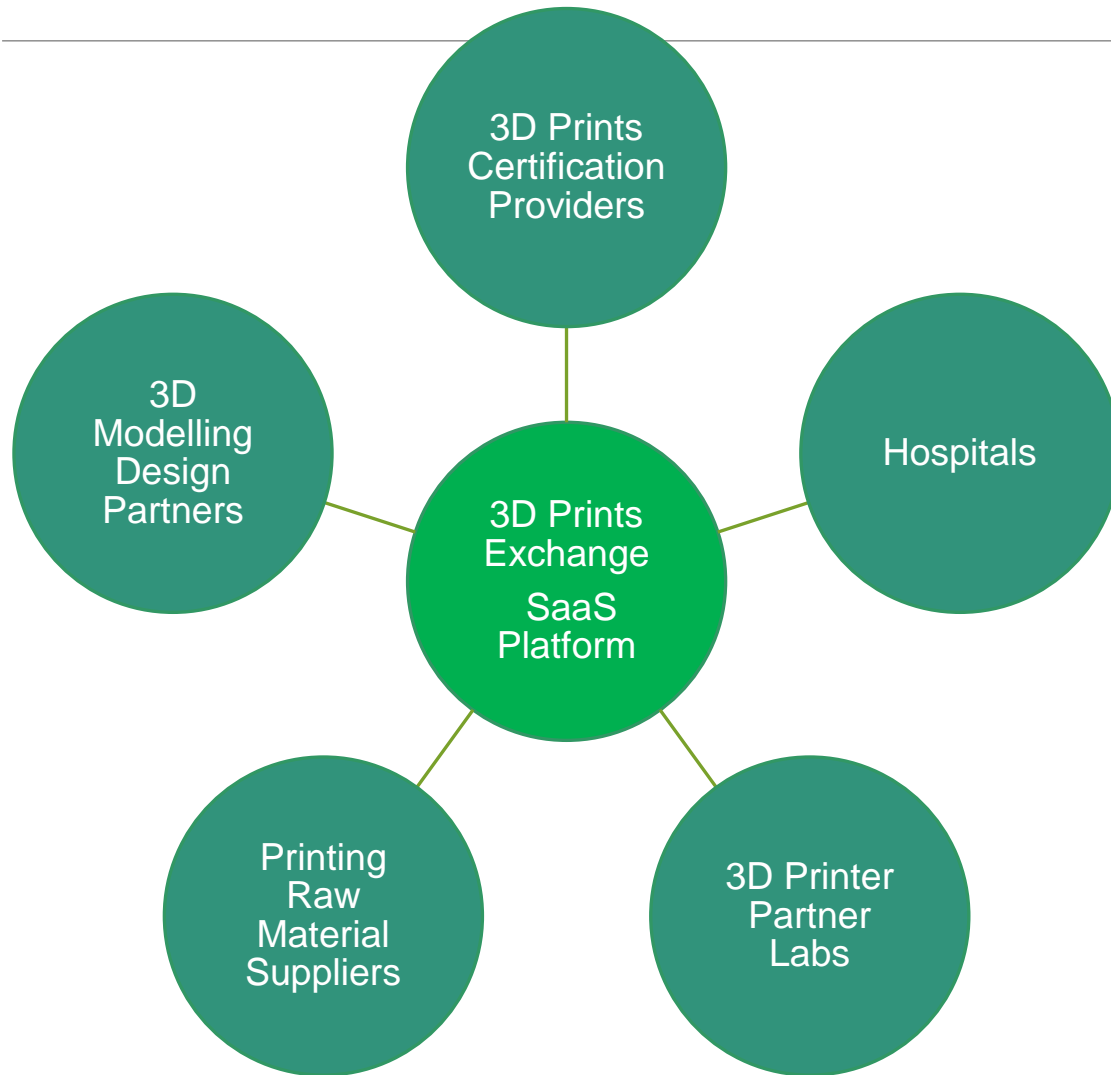 3D Prints
Certification
Providers
3D
Modelling
Design
Partners
Hospitals
3D Prints
Exchange
SaaS
Platform
Printing
Raw
Material
Suppliers
3D Printer
Partner
Labs